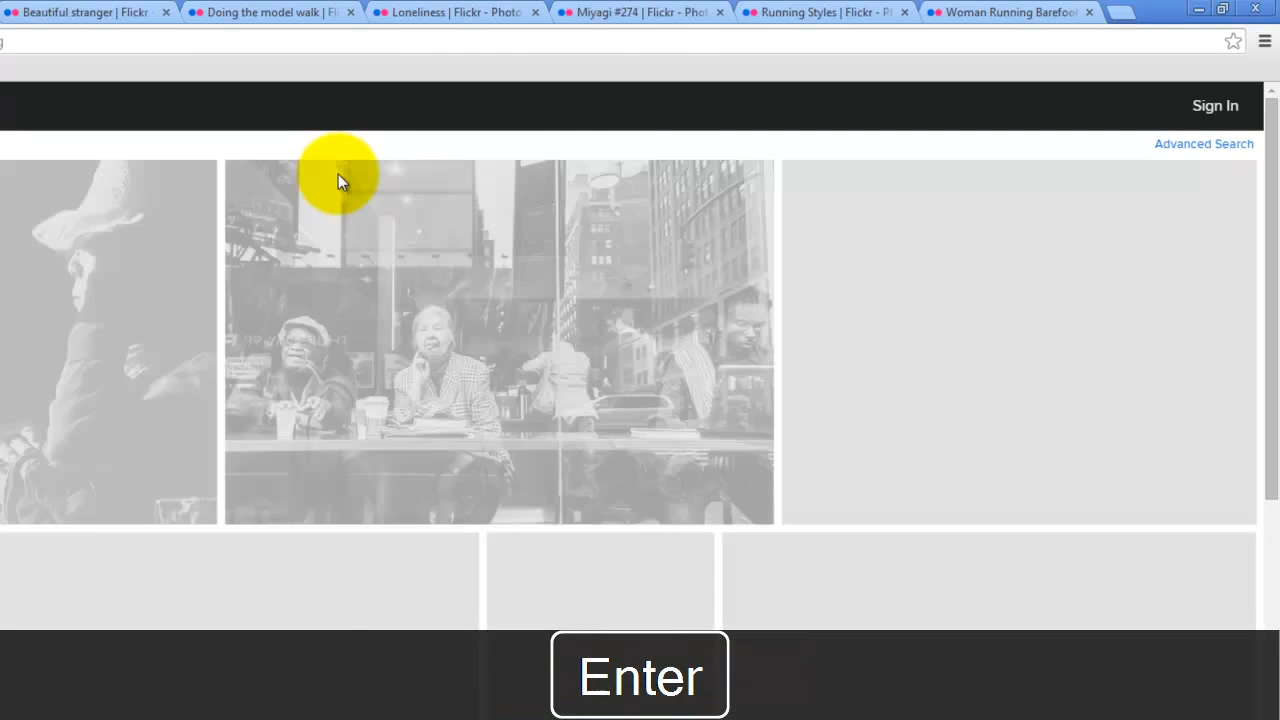 Beautiful stranger | Flickr
Doing the model walk | Fl
Loneliness | Flickr - Photo
Miyagi #274 | Flickr - Phot
Running Styles | Flickr - P
Woman Running Barefoo
g
Sign In
Advanced Search
Enter